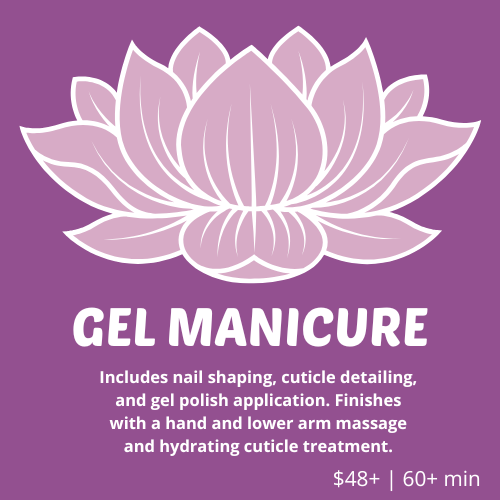 GEL MANICURE
Includes nail shaping, cuticle detailing,
and gel polish application. Finishes
with a hand and lower arm massage
and hydrating cuticle treatment.
$48+ | 60+ min